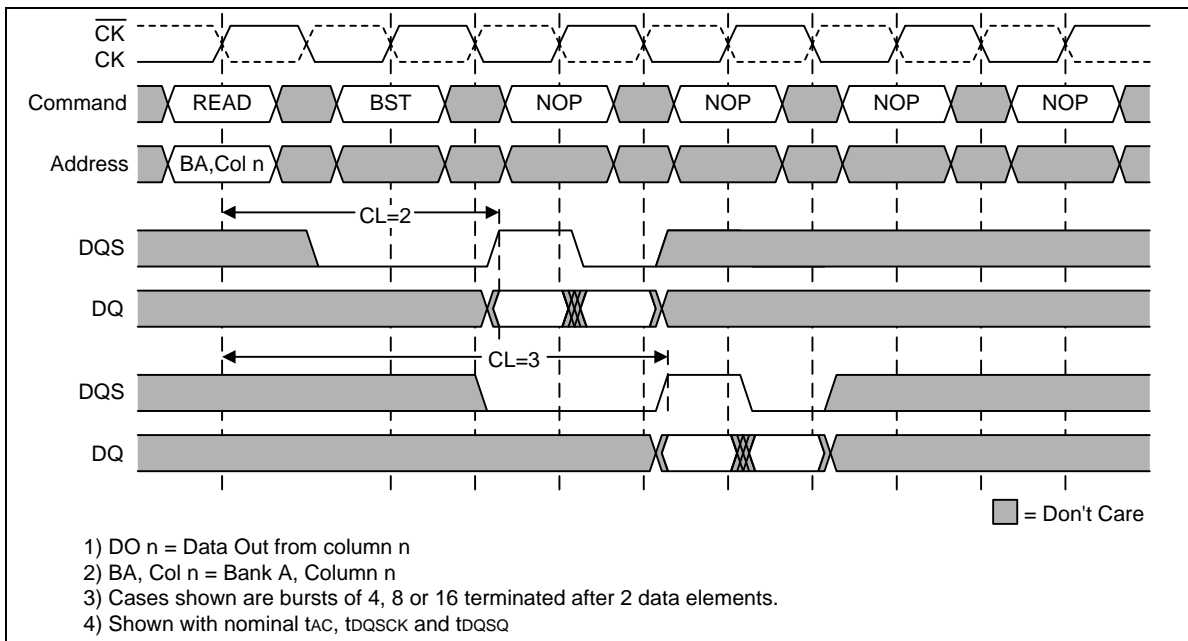 CK
CK
Command READ BST NOP NOP NOP NOP
Address BA,Col n
CL=2
DQS
DQ
CL=3
DQS
DQ
= Don't Care
1) DO n = Data Out from column n
2) BA, Col n = Bank A, Column n
3) Cases shown are bursts of 4, 8 or 16 terminated after 2 data elements.
4) Shown with nominal tAC, tDQSCK and tDQSQ